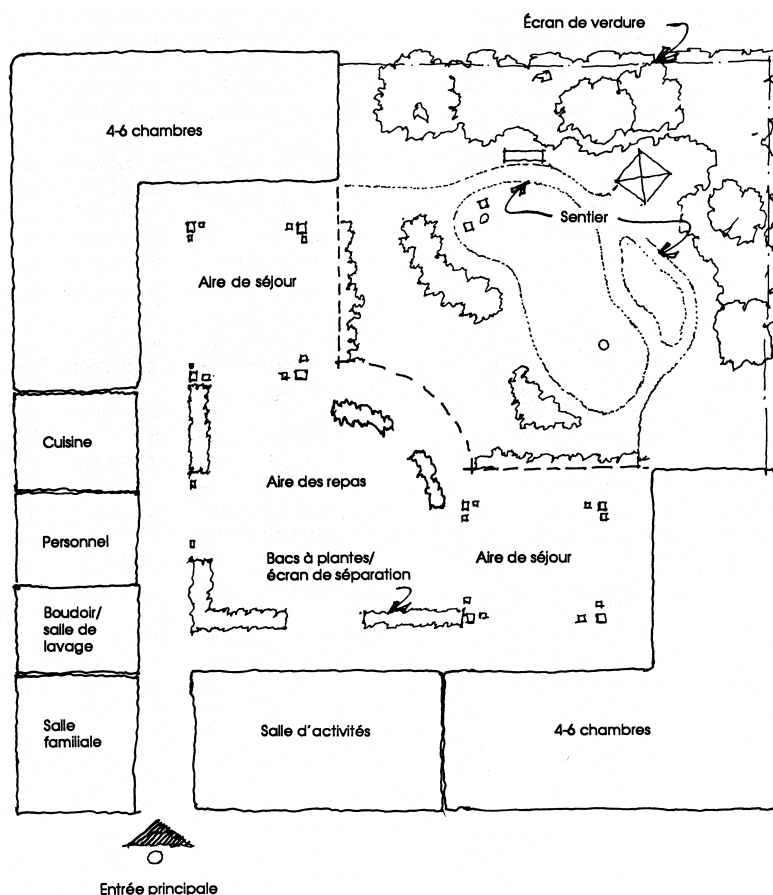 Écran de verdure
4-6 chambres
Sentier
Aire de séjour
Cuisine
Aire des repas
Personnel
Bacs à plantes/
écran de séparation
Aire de séjour
Boudoir/
salle de
lavage
Salle
familiale
Salle d'activités
4-6 chambres
Entrée principale